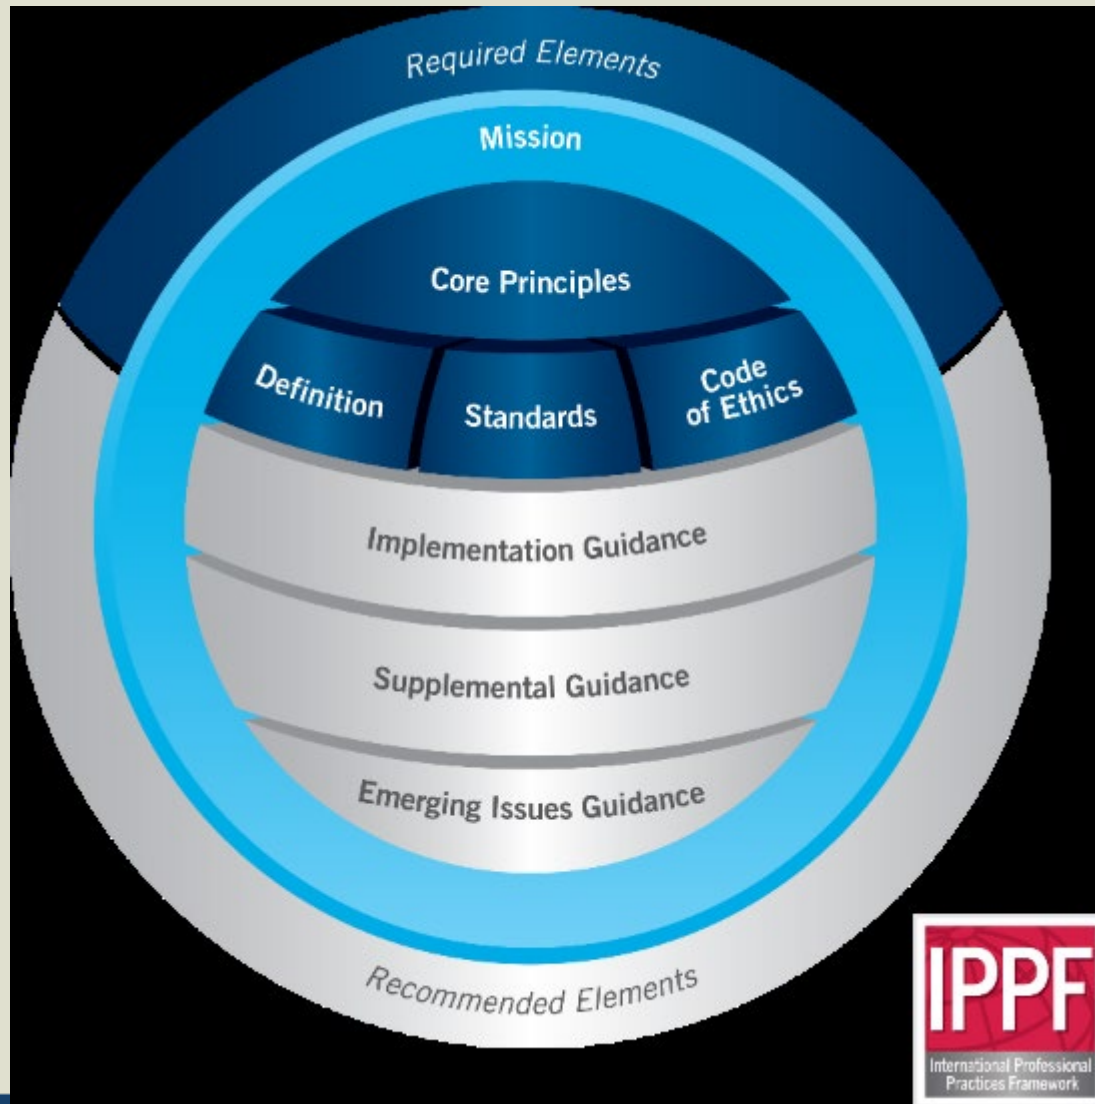 Required Elements
Mission
Core Principles
Definition
Standards
Code
of Ethics
Implementation Guidance
Supplemental Guidance
Emerging Issues Guidance
Recommended Elements
IPPF
International Professional
Practices Framework